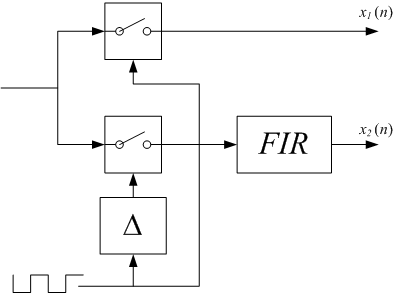 x₁(n)
x₂(n)
FIR
Δ